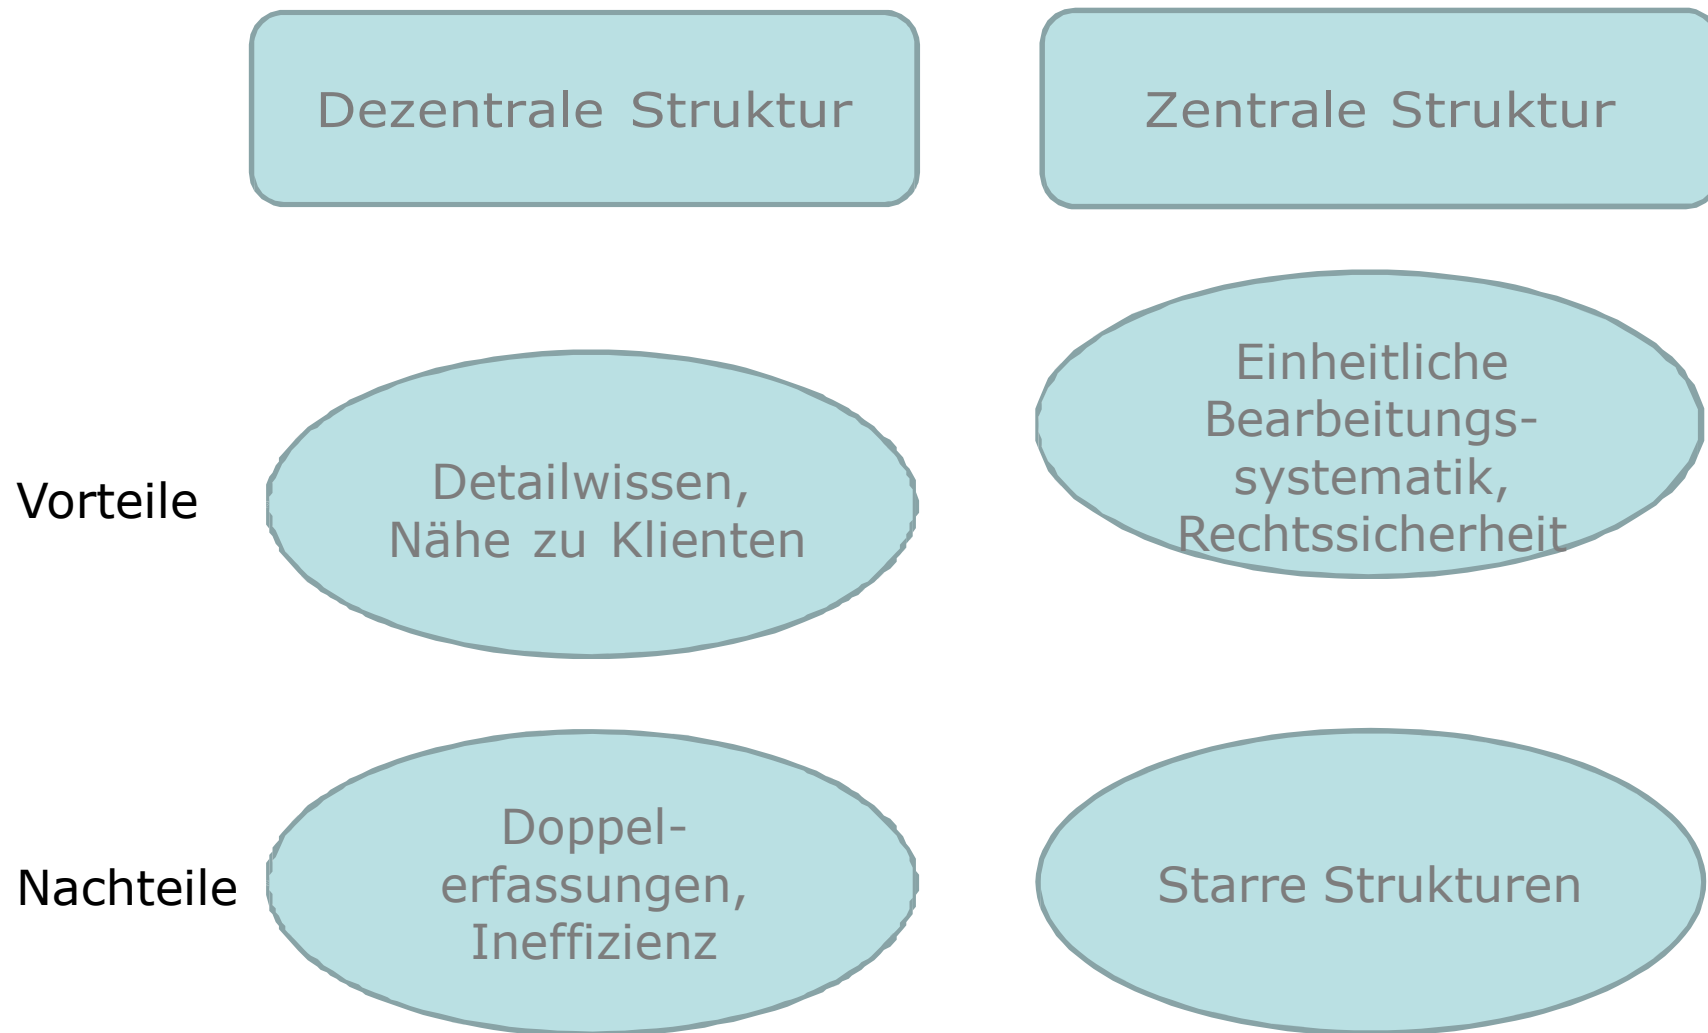 Dezentrale Struktur
Zentrale Struktur
Vorteile
Detailwissen,
Nähe zu Klienten
Einheitliche
Bearbeitungs-
systematik,
Rechtssicherheit
Nachteile
Doppel-
erfassungen,
Ineffizienz
Starre Strukturen